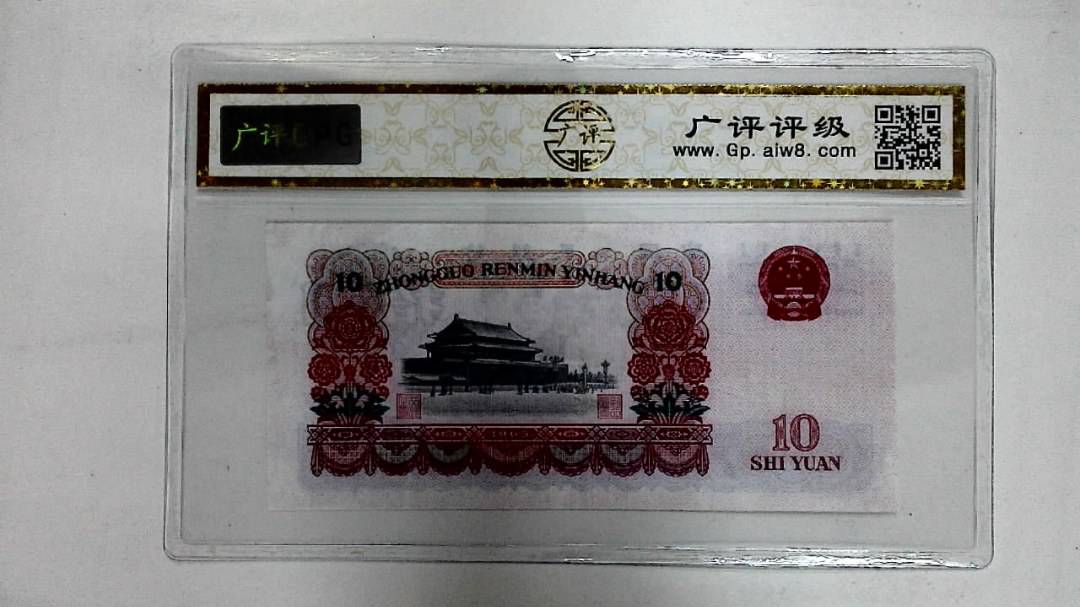 广评GPG
广评
广评评级
www.Gp.aiw8.com
10 ZHONGGUO RENMIN YINHANG 10
10
SHI YUAN